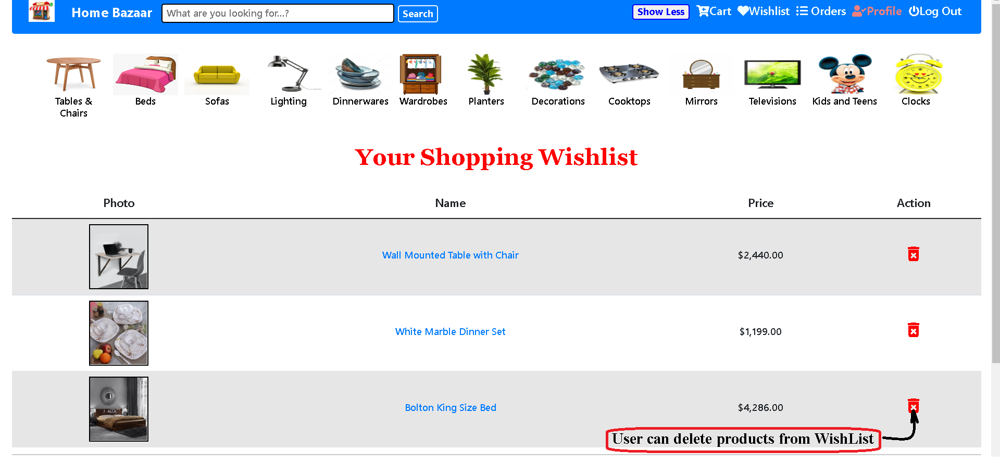 SHOP
Home Bazaar
What are you looking for...?
Search
Show Less
Cart
Wishlist
Orders
Profile
Log Out
Tables &
Chairs
Beds
Sofas
Lighting
Dinnerwares
Wardrobes
Planters
Decorations
Cooktops
Mirrors
Televisions
Kids and Teens
Clocks
Your Shopping Wishlist
Photo Name Price Action
Wall Mounted Table with Chair $2,440.00
White Marble Dinner Set $1,199.00
Bolton King Size Bed $4,286.00
User can delete products from WishList